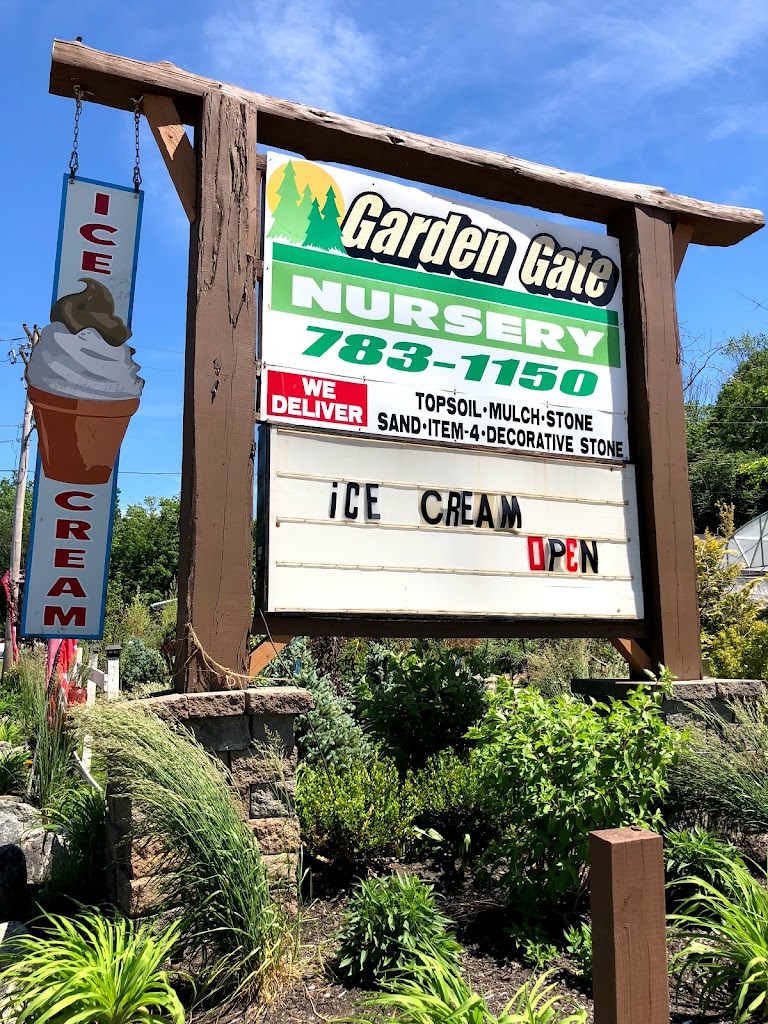 ICE
CREAM
Garden Gate
NURSERY
783-1150
WE
DELIVER
TOPSOIL•MULCH•STONE
SAND•ITEM-4•DECORATIVE STONE
iCE CREAM
OPEN